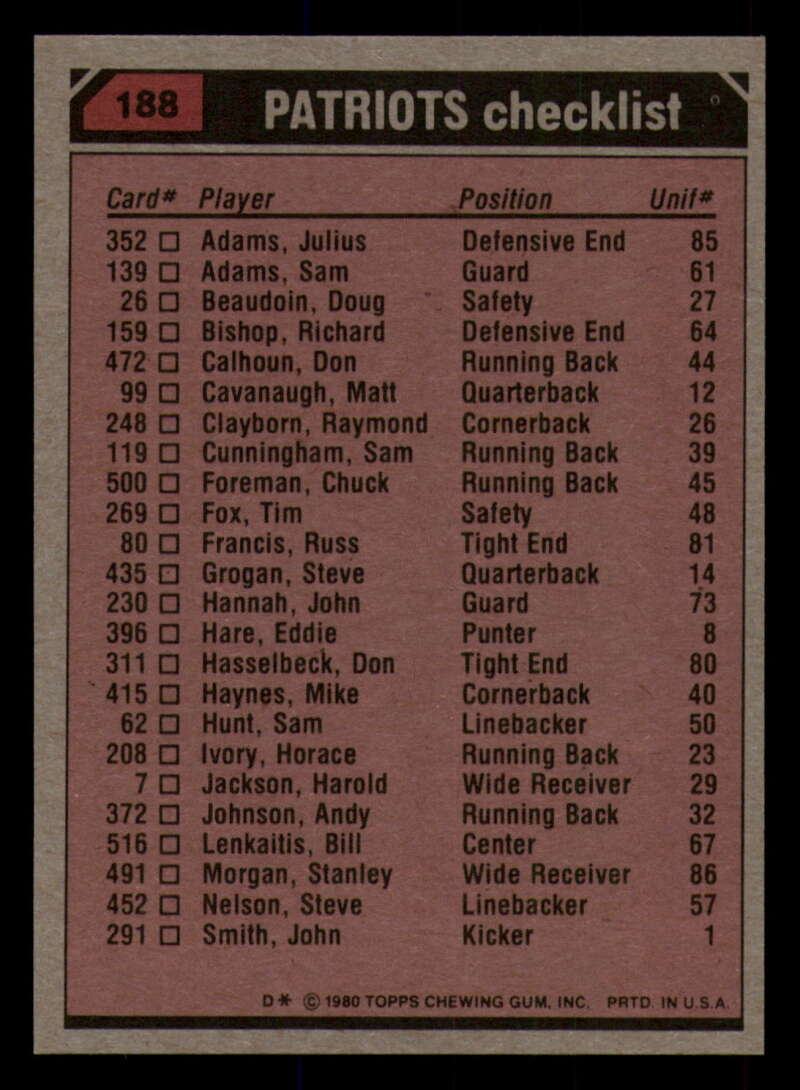 188 PATRIOTS checklist
Card# Player Position Unif#
352 □ Adams, Julius Defensive End 85
139 □ Adams, Sam Guard 61
26 □ Beaudoin, Doug Safety 27
159 □ Bishop, Richard Defensive End 64
472 □ Calhoun, Don Running Back 44
99 □ Cavanaugh, Matt Quarterback 12
248 □ Clayborn, Raymond Cornerback 26
119 □ Cunningham, Sam Running Back 39
500 □ Foreman, Chuck Running Back 45
269 □ Fox, Tim Safety 48
80 □ Francis, Russ Tight End 81
435 □ Grogan, Steve Quarterback 14
230 □ Hannah, John Guard 73
396 □ Hare, Eddie Punter 8
311 □ Hasselbeck, Don Tight End 80
415 □ Haynes, Mike Cornerback 40
62 □ Hunt, Sam Linebacker 50
208 □ Ivory, Horace Running Back 23
7 □ Jackson, Harold Wide Receiver 29
372 □ Johnson, Andy Running Back 32
516 □ Lenkaitis, Bill Center 67
491 □ Morgan, Stanley Wide Receiver 86
452 □ Nelson, Steve Linebacker 57
291 □ Smith, John Kicker 1
D* © 1980 TOPPS CHEWING GUM, INC. PRTD. IN U.S.A.